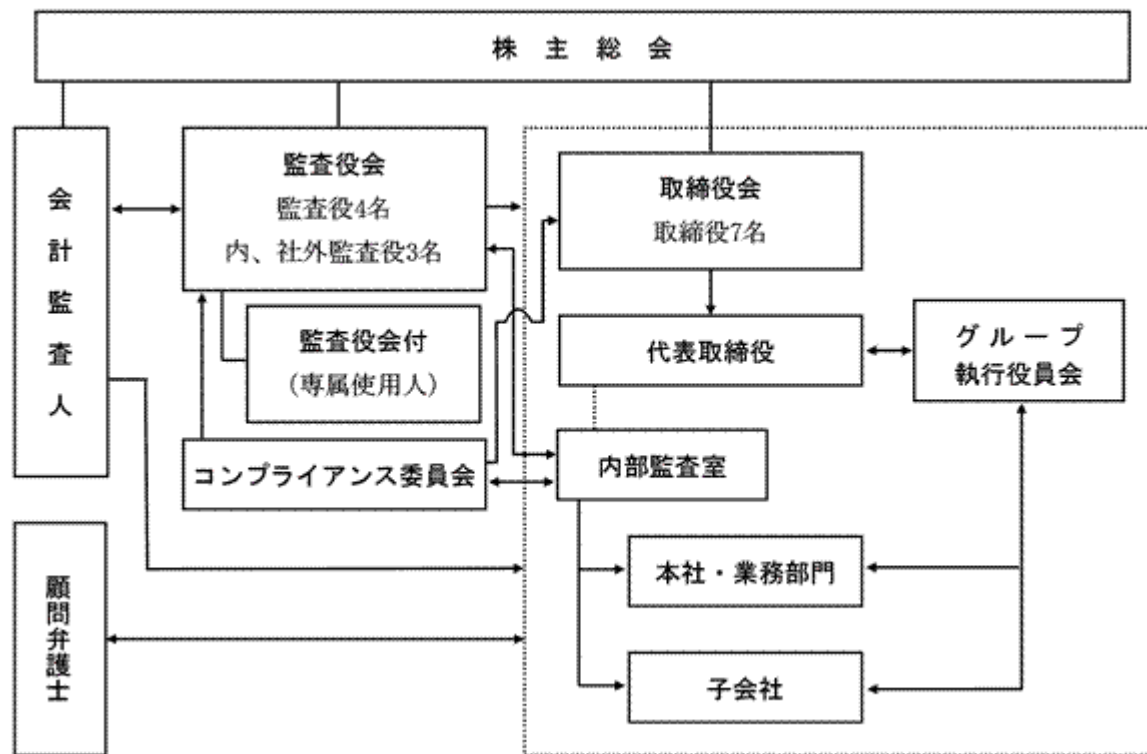 株主総会
会計監査人
監査役会
監査役4名
内、社外監査役3名
取締役会
取締役7名
監査役会付
(専属使用人)
代表取締役
グループ
執行役員会
コンプライアンス委員会
内部監査室
顧問弁護士
本社・業務部門
子会社